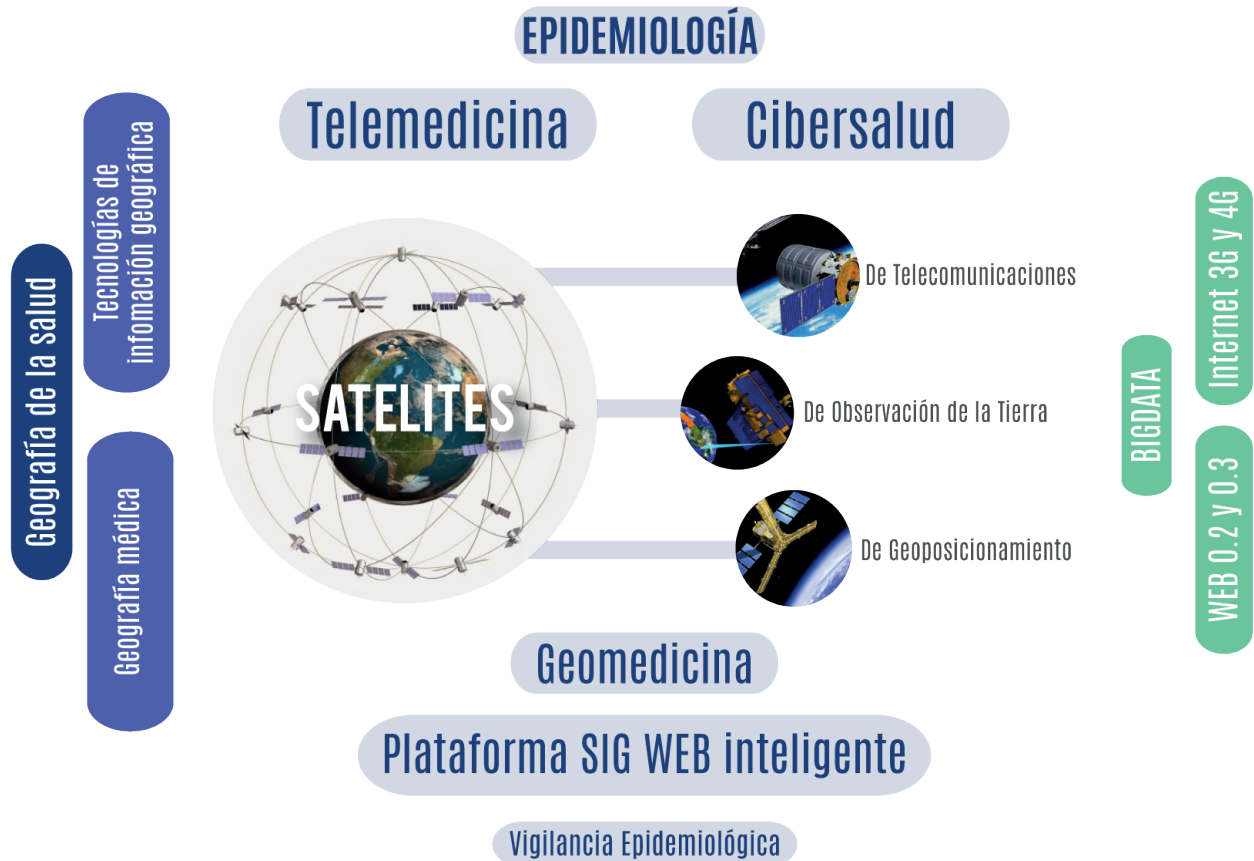 EPIDEMIOLOGÍA
Telemedicina
Cibersalud
Geografía de la salud
Tecnologías de
infomación geográfica
Geografía médica
SATELITES
De Telecomunicaciones
De Observación de la Tierra
De Geoposicionamiento
BIGDATA
Internet 3G y 4G
WEB 0.2 y 0.3
Geomedicina
Plataforma SIG WEB inteligente
Vigilancia Epidemiológica